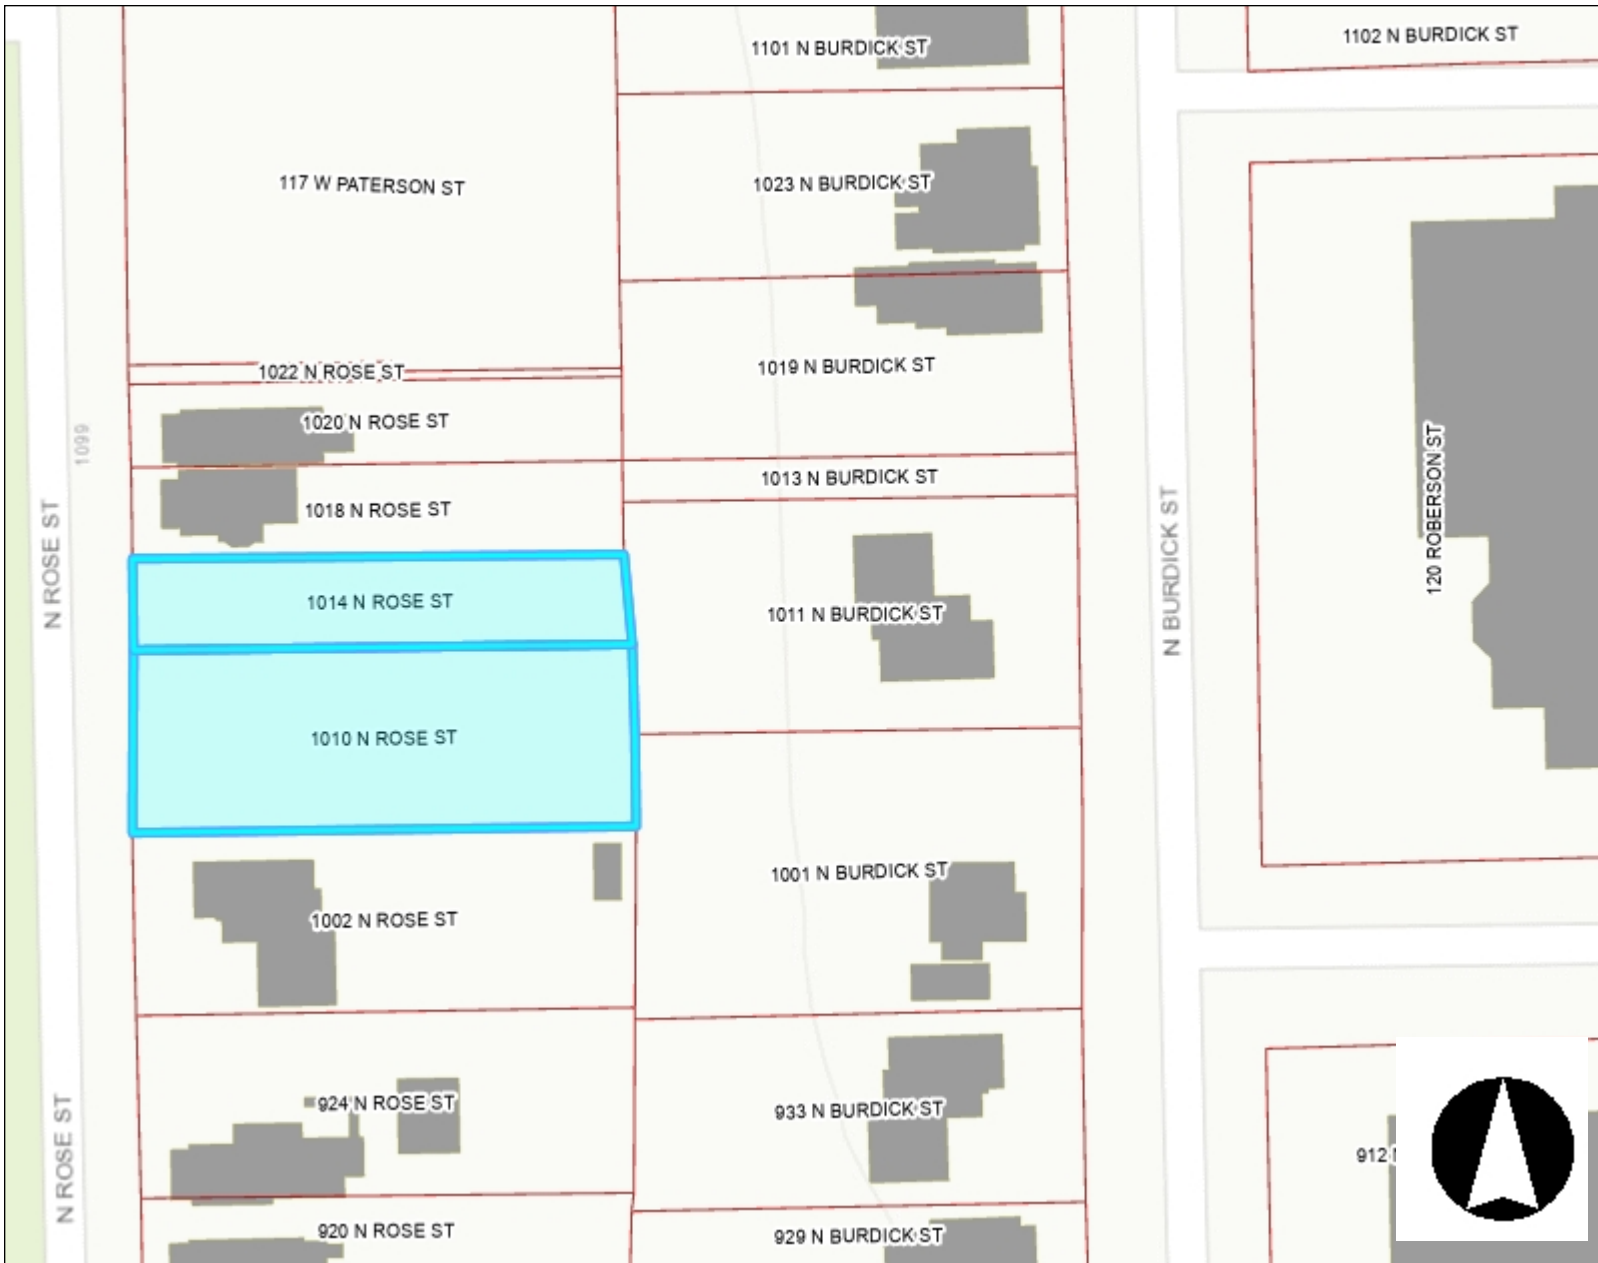 1101 N BURDICK ST
1102 N BURDICK ST
117 W PATERSON ST
1023 N BURDICK ST
1022 N ROSE ST
1019 N BURDICK ST
1020 N ROSE ST
1099
1013 N BURDICK ST
1018 N ROSE ST
N ROSE ST
N BURDICK ST
120 ROBERSON ST
1014 N ROSE ST
1011 N BURDICK ST
1010 N ROSE ST
1001 N BURDICK ST
1002 N ROSE ST
924 N ROSE ST
933 N BURDICK ST
N ROSE ST
912
920 N ROSE ST
929 N BURDICK ST